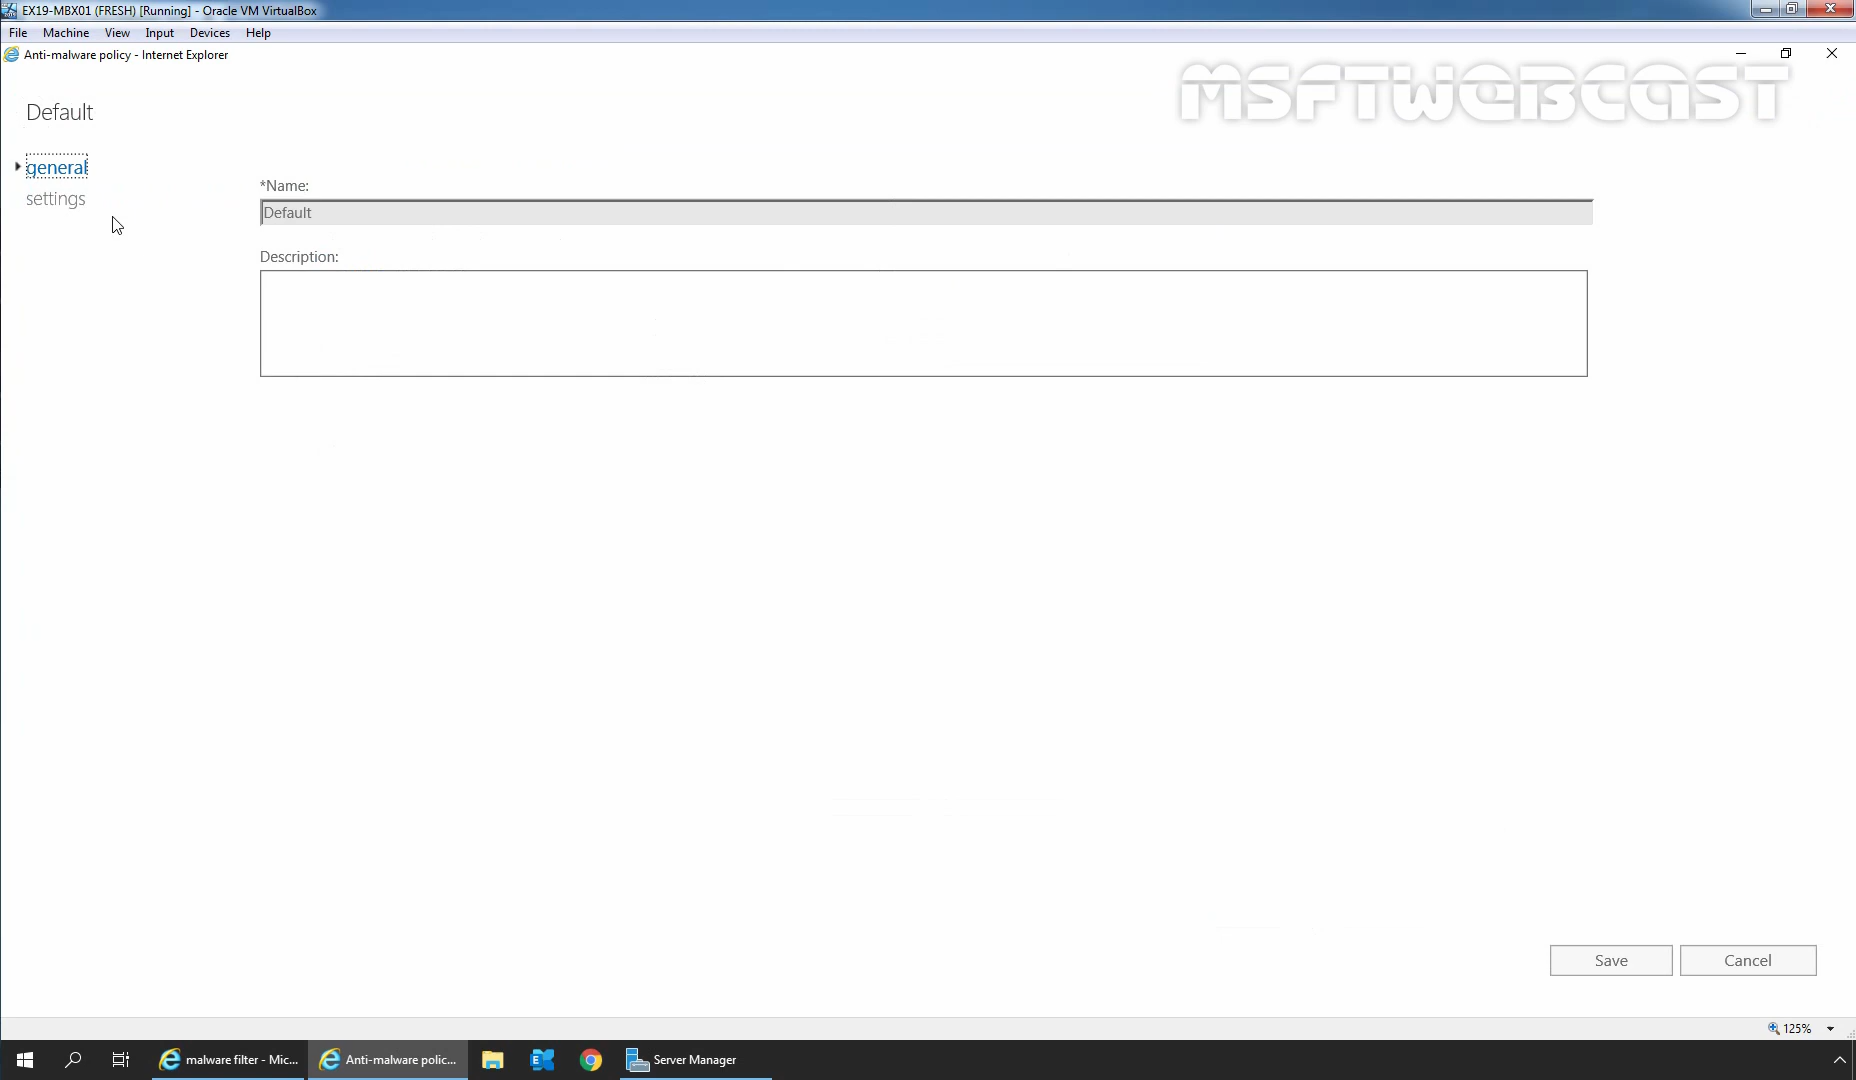 EX19-MBX01 (FRESH) [Running] - Oracle VM VirtualBox
File Machine View Input Devices Help
Anti-malware policy - Internet Explorer
MSFTWEBCAST
Default
general
settings
*Name:
Default
Description:
Save Cancel
125%
malware filter - Mic... Anti-malware polic... Server Manager